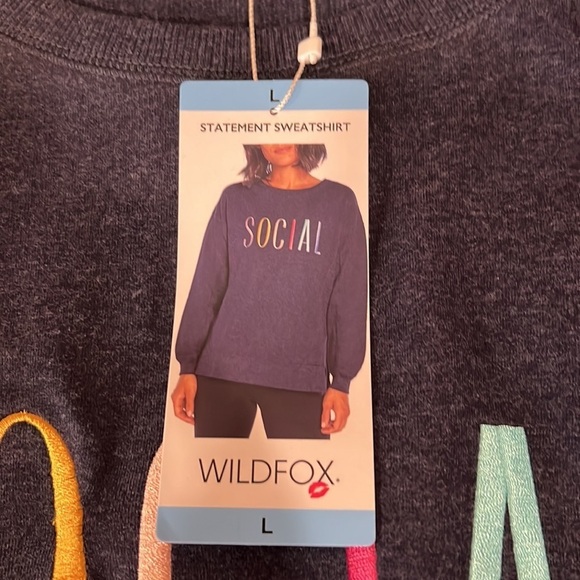 L
STATEMENT SWEATSHIRT
SOCIAL
WILDFOX
L